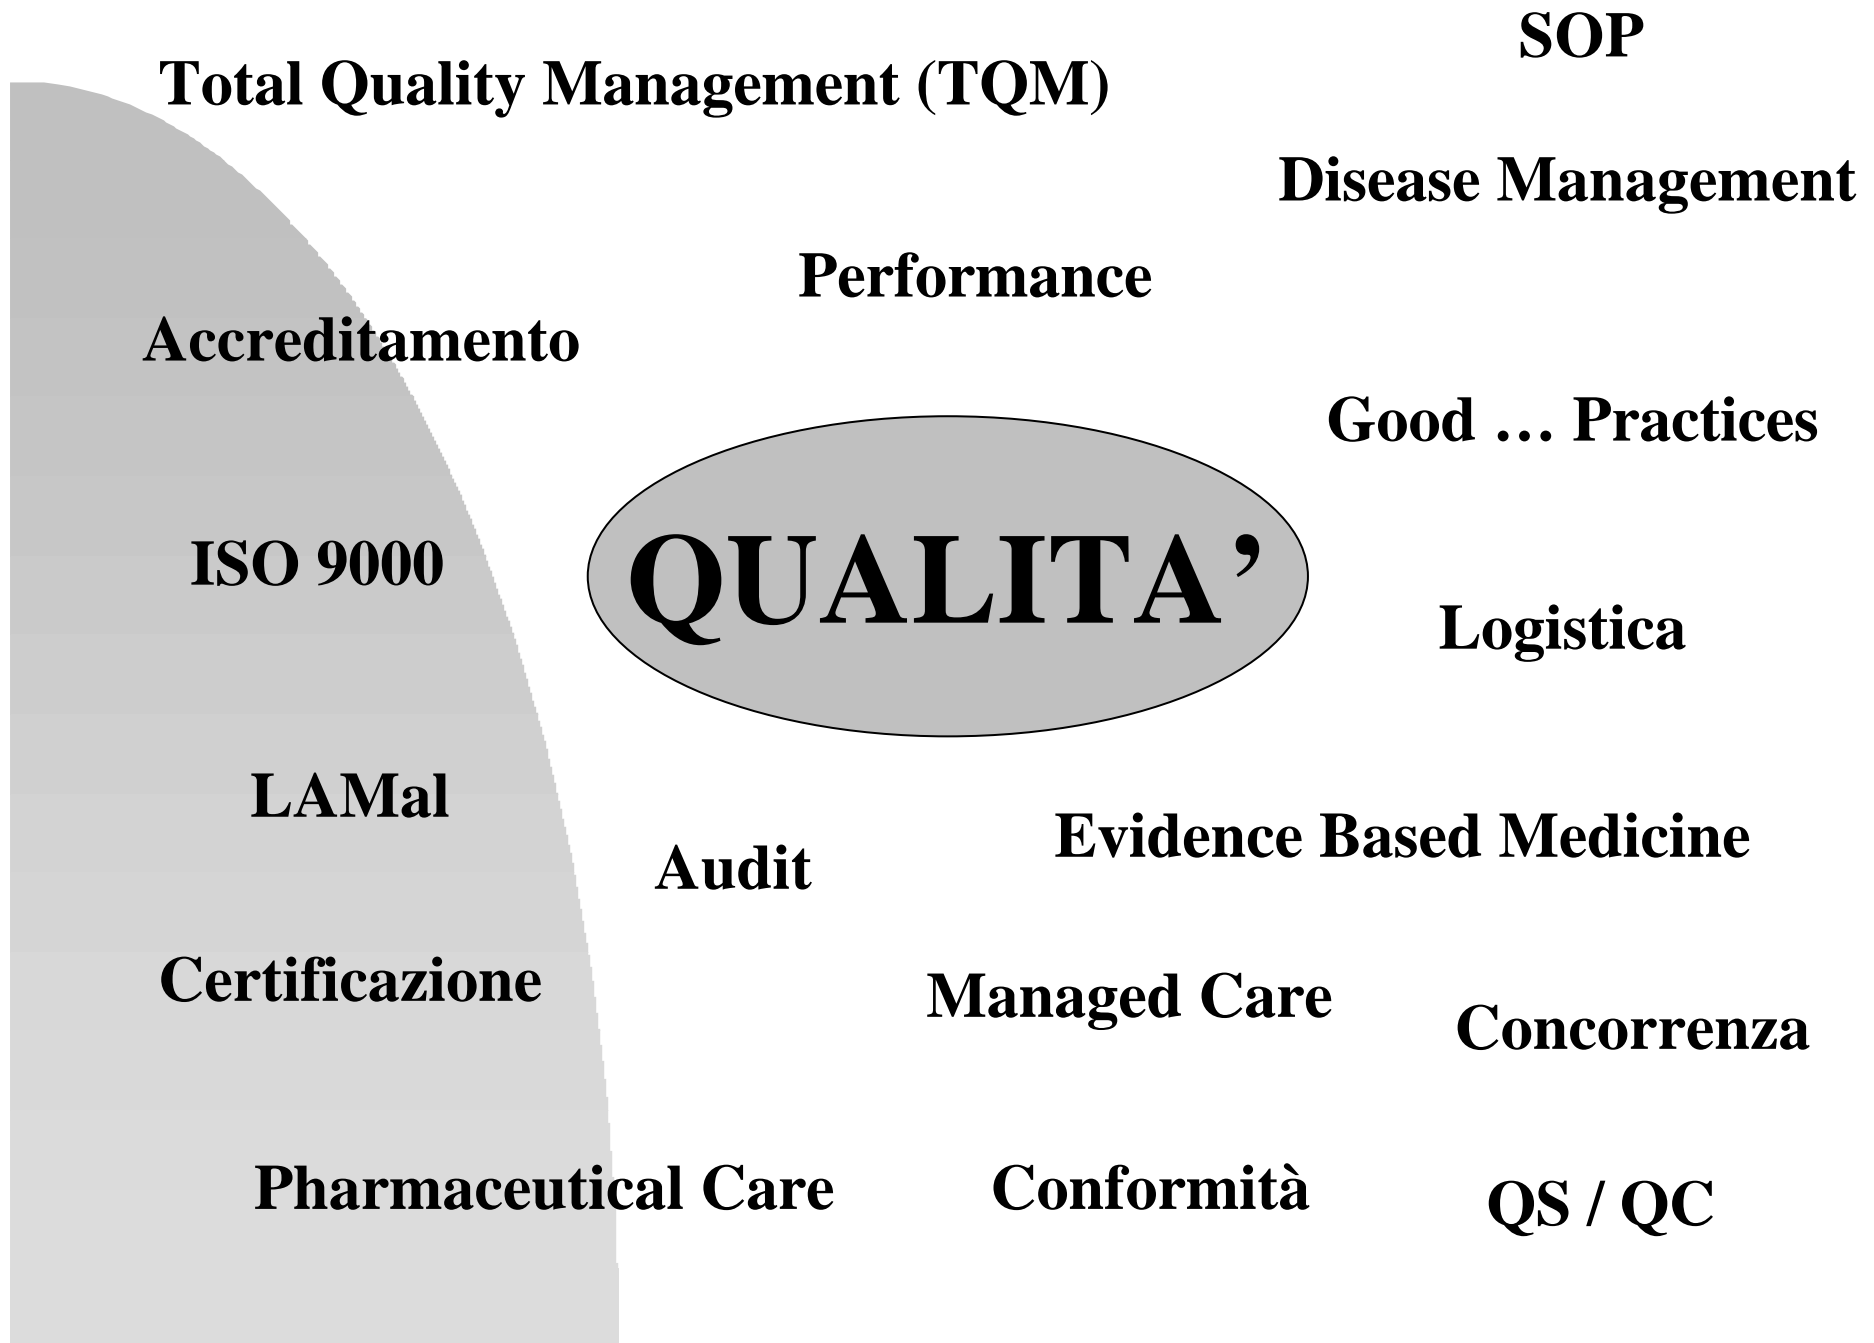 SOP
Total Quality Management (TQM)
Disease Management
Performance
Accreditamento
Good … Practices
ISO 9000
QUALITA’
Logistica
LAMal
Evidence Based Medicine
Audit
Certificazione
Managed Care
Concorrenza
Pharmaceutical Care
Conformità
QS / QC